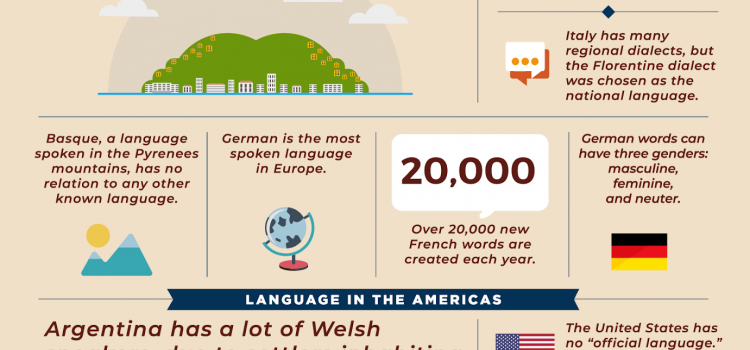 Italy has many
regional dialects, but
the Florentine dialect
was chosen as the
national language.
Basque, a language
spoken in the Pyrenees
mountains, has no
relation to any other
known language.
German is the most
spoken language
in Europe.
20,000
Over 20,000 new
French words are
created each year.
German words can
have three genders:
masculine,
feminine,
and neuter.
LANGUAGE IN THE AMERICAS
Argentina has a lot of Welsh
The United States has
no “official language.”